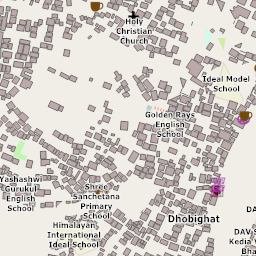 Holy
Christian
Church
Ideal Model
School
Golden Rays
English
School
Yashashwi
Gurukul
English
School
Shree
Sanchetana
Primary
School
Himalayan
International
Ideal School
Dhobighat
DAV
Kedia